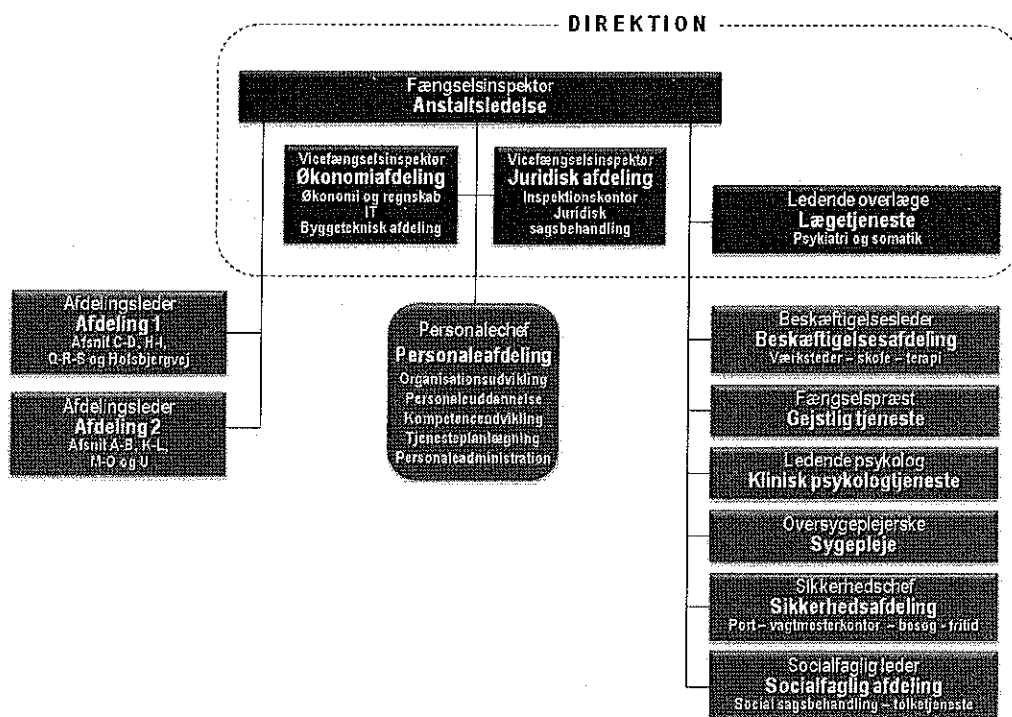 DIREKTION
Fængselsinspektør
Anstaltsledelse
Vicefængselsinspektør
Økonomiafdeling
Økonomi og regnskab
IT
Byggeteknisk afdeling
Vicefængselsinspektør
Juridisk afdeling
Inspektionskontor
Juridisk
sagsbehandling
Ledende overlæge
Lægetjeneste
Psykiatri og somatik
Afdelingsleder
Afdeling 1
Afsnit C-D, H-I,
Q-R-S og Holsbjergvej
Afdelingsleder
Afdeling 2
Afsnit A-B, K-L,
M-O og U
Personalechef
Personaleafdeling
Organisationsudvikling
Personaleuddannelse
Kompetenceudvikling
Tjenesteplanlægning
Personaleadministration
Beskæftigelsesleder
Beskæftigelsesafdeling
Værksteder – skole – terapi
Fængselspræst
Gejstlig tjeneste
Ledende psykolog
Klinisk psykologtjeneste
Oversygeplejerske
Sygepleje
Sikkerhedschef
Sikkerhedsafdeling
Port – vagtmesterkontor – besøg - fritid
Socialfaglig leder
Socialfaglig afdeling
Social sagsbehandling – tolketjeneste